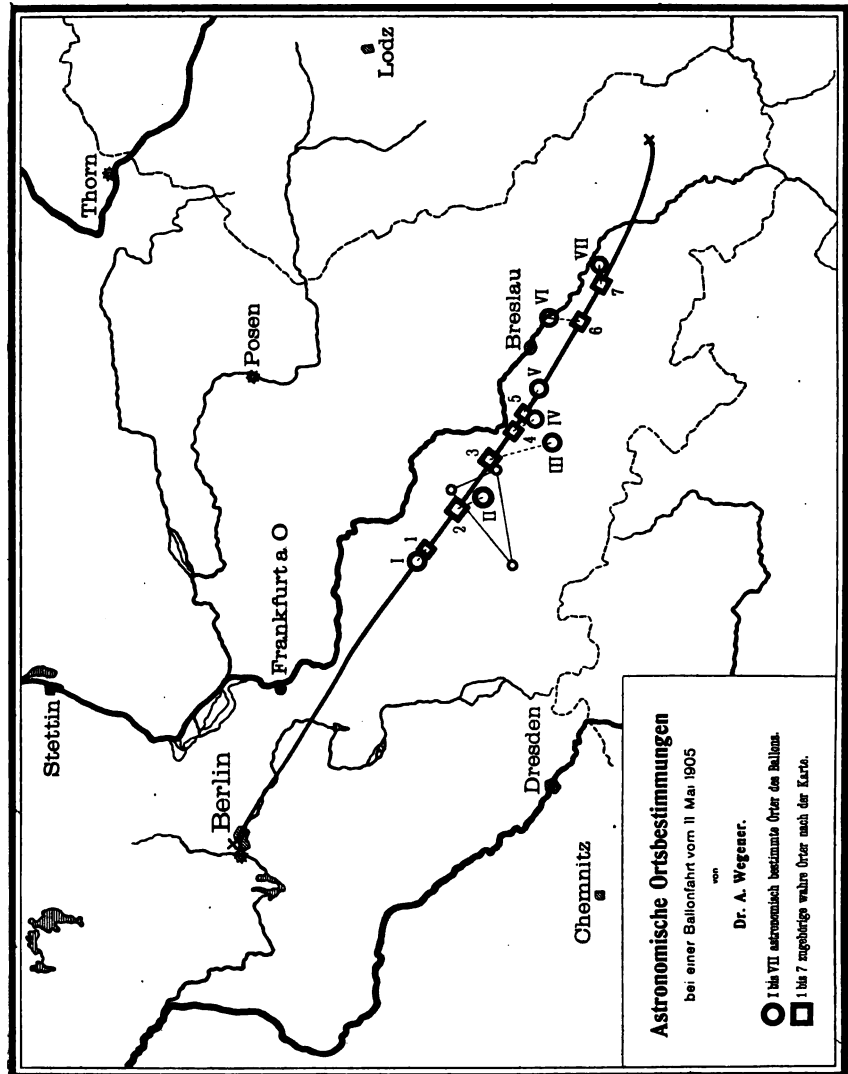 Stettin
Thorn
Lodz
Posen
Berlin
Frankfurt a O
Breslau
Dresden
Chemnitz
I
1
2
II
3
III
4
IV
5
V
VI
6
VII
7
Astronomische Ortsbestimmungen
bei einer Ballonfahrt vom 11 Mai 1905
von
Dr. A. Wegener.
I bis VII astronomisch bestimmte Örter des Ballons.
1 bis 7 zugehörige wahre Örter nach der Karte.